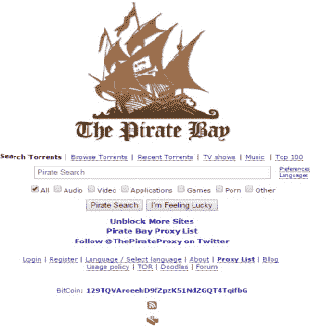 The Pirate Bay
Search Torrents | Browse Torrents | Recent Torrents | TV shows | Music | Top 100
Pirate Search
Preferences
Languages
All Audio Video Applications Games Porn Other
Pirate Search I'm Feeling Lucky
Unblock More Sites
Pirate Bay Proxy List
Follow @ThePirateProxy on Twitter
Login | Register | Language / Select language | About | Proxy List | Blog
Usage policy | TOR | Doodles | Forum
BitCoin: